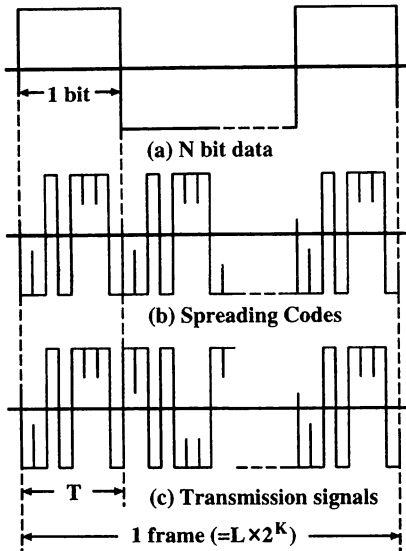 1 bit
(a) N bit data
(b) Spreading Codes
T
(c) Transmission signals
1 frame (=L×2^K)